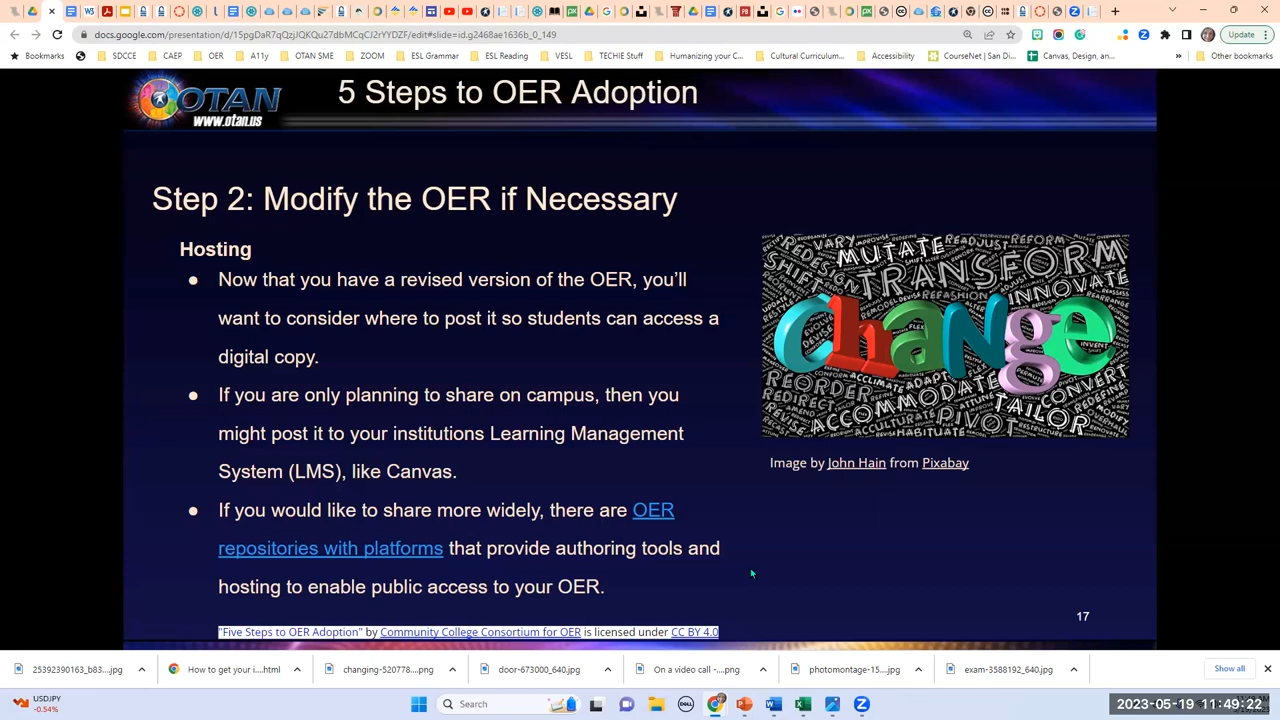 docs.google.com/presentation/d/15pgDaR7qQzJQKQu27dbMCqCJ2rYYDZF/edit#slide=id.g2468ae1636b_0_149
Update
Bookmarks SDCCE CAEP OER A11y OTAN SME ZOOM ESL Grammar ESL Reading VESL TECHIE Stuff Humanizing your C... Cultural Curriculum... Accessibility CourseNet | San Di... Canvas, Design, an... Other bookmarks
OTAN
www.otan.us
5 Steps to OER Adoption
Step 2: Modify the OER if Necessary
Hosting
● Now that you have a revised version of the OER, you’ll
want to consider where to post it so students can access a
digital copy.
● If you are only planning to share on campus, then you
might post it to your institutions Learning Management
System (LMS), like Canvas.
● If you would like to share more widely, there are OER
repositories with platforms that provide authoring tools and
hosting to enable public access to your OER.
MUTATE
TRANSFORM
INNOVATE
change
REORDER
ACCLIMATE
ADAPT
ACCOMMODATE
CONVERT
TAILOR
PIVOT
HABITUATE
Image by John Hain from Pixabay
17
"Five Steps to OER Adoption" by Community College Consortium for OER is licensed under CC BY 4.0
25392390163_b83....jpg
How to get your i....html
changing-520778....png
door-673000_640.jpg
On a video call -....png
photomontage-15....jpg
exam-3588192_640.jpg
Show all
USDJPY
-0.54%
Search
2023-05-19 11:49:22